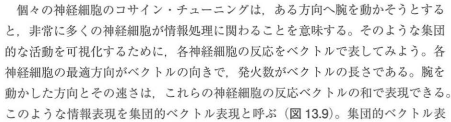 個々の神経細胞のコサイン・チューニングは，ある方向へ腕を動かそうとする
と，非常に多くの神経細胞が情報処理に関わることを意味する。そのような集団
的な活動を可視化するために，各神経細胞の反応をベクトルで表してみよう。各
神経細胞の最適方向がベクトルの向きで，発火数がベクトルの長さである。腕を
動かした方向とその速さは，これらの神経細胞の反応ベクトルの和で表現できる。
このような情報表現を集団的ベクトル表現と呼ぶ（図 13.9）。集団的ベクトル表